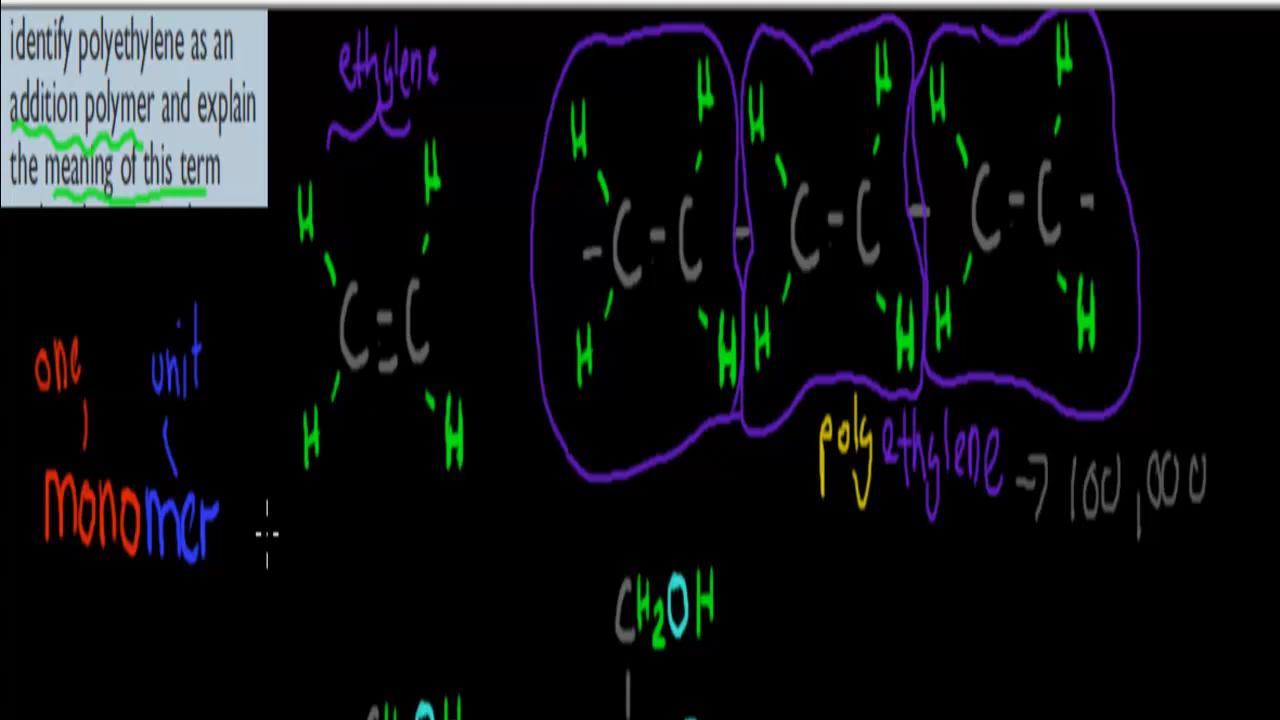 identify polyethylene as an
addition polymer and explain
the meaning of this term
ethylene
H H
C = C
H H
H H H H H H
- C - C - C - C - C - C -
H H H H H H
polyethylene → 100,000
one unit
monomer
CH2OH